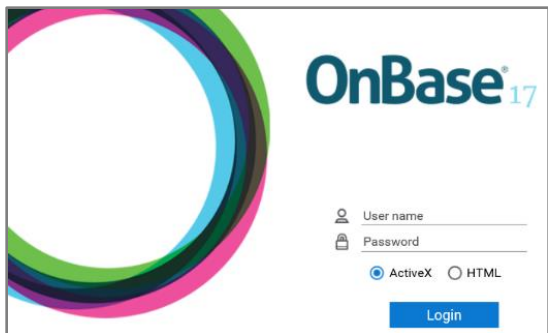 OnBase® 17
User name
Password
ActiveX HTML
Login